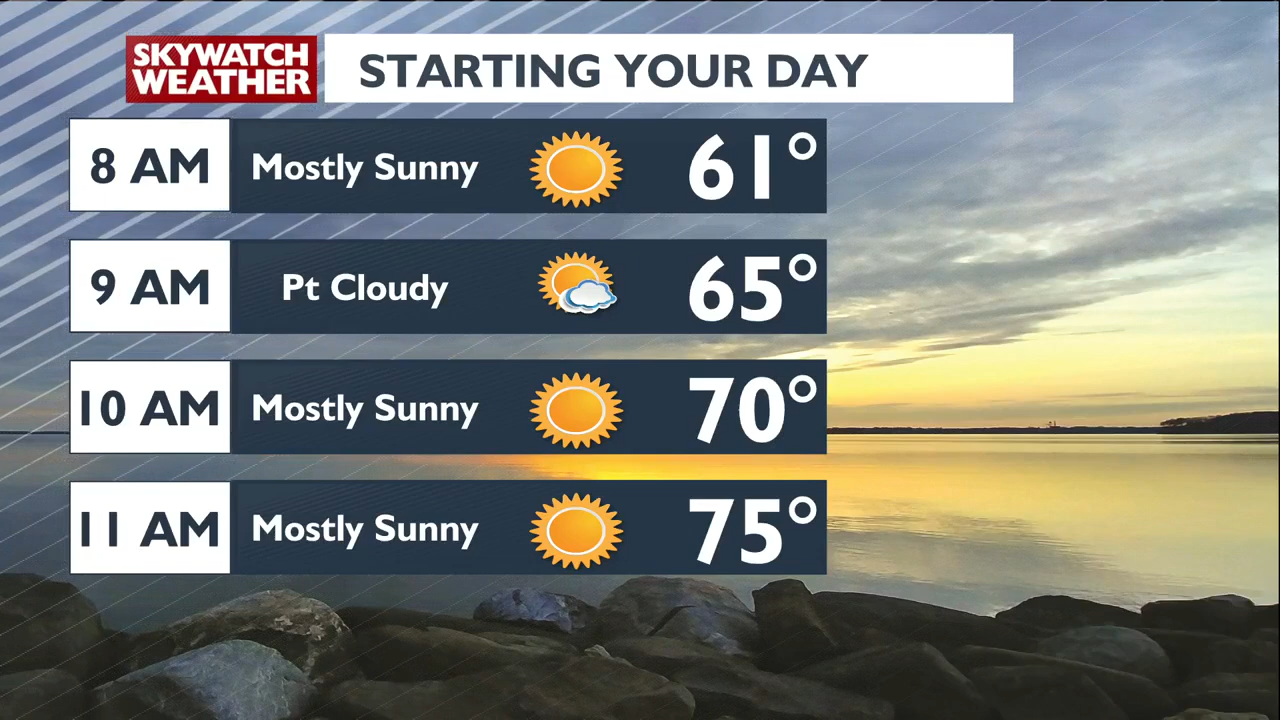 SKYWATCH
WEATHER
STARTING YOUR DAY
8 AM Mostly Sunny 61°
9 AM Pt Cloudy 65°
10 AM Mostly Sunny 70°
11 AM Mostly Sunny 75°